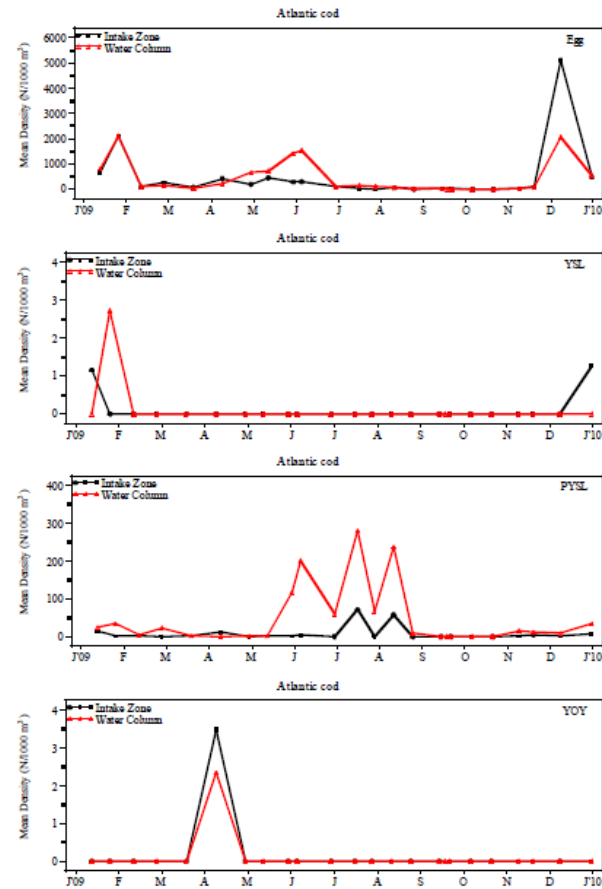 Atlantic cod
Intake Zone
Water Column
Egg
Mean Density (N/1000 m³)
6000
5000
4000
3000
2000
1000
0
J'09 F M A M J J A S O N D J'10
Atlantic cod
Intake Zone
Water Column
YSL
Mean Density (N/1000 m³)
4
3
2
1
0
J'09 F M A M J J A S O N D J'10
Atlantic cod
Intake Zone
Water Column
PYSL
Mean Density (N/1000 m³)
400
300
200
100
0
J'09 F M A M J J A S O N D J'10
Atlantic cod
Intake Zone
Water Column
YOY
Mean Density (N/1000 m³)
4
3
2
1
0
J'09 F M A M J J A S O N D J'10